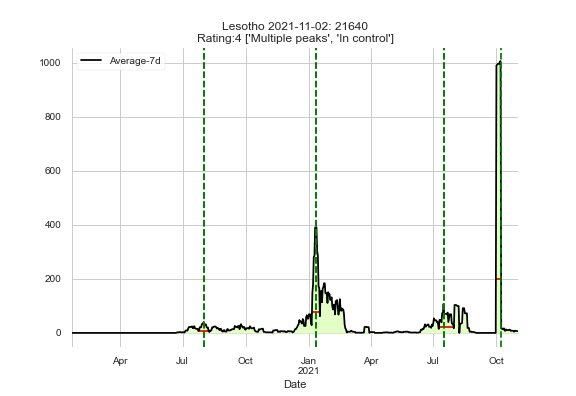 Lesotho 2021-11-02: 21640
Rating:4 ['Multiple peaks', 'In control']
Average-7d
1000
800
600
400
200
0
Apr
Jul
Oct
Jan
2021
Apr
Jul
Oct
Date